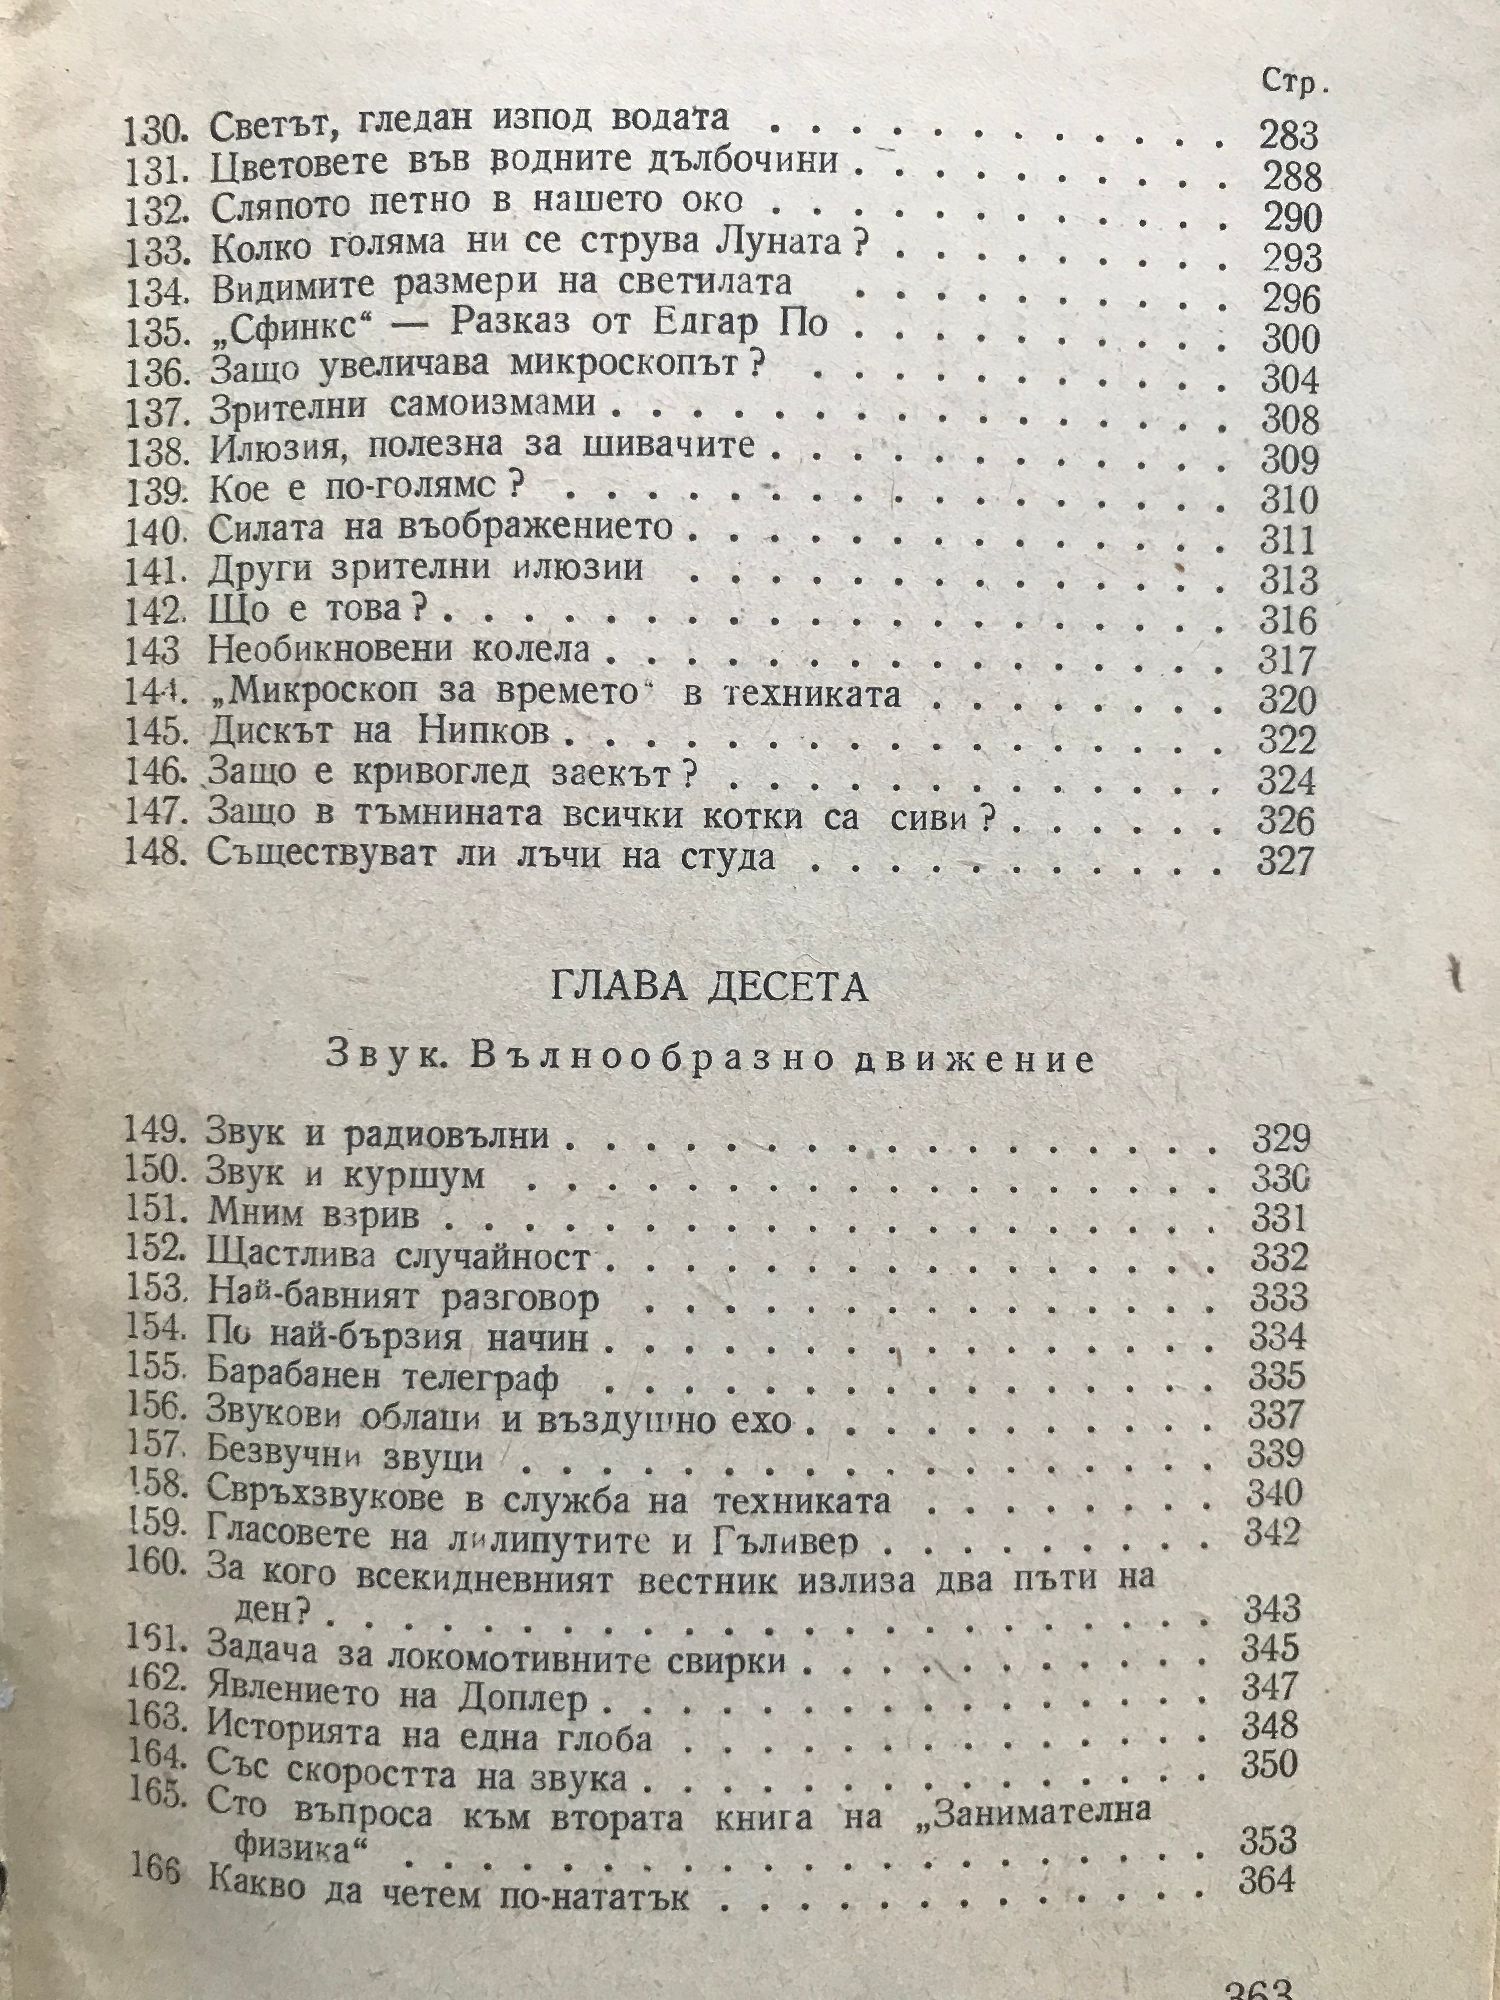 Стр.
130. Светът, гледан изпод водата . . . . . . . . . . . . 283
131. Цветовете във водните дълбочини . . . . . . . . . . 288
132. Сляпото петно в нашето око . . . . . . . . . . . . 290
133. Колко голяма ни се струва Луната? . . . . . . . . . 293
134. Видимите размери на светилата . . . . . . . . . . 296
135. „Сфинкс“ — Разказ от Едгар По . . . . . . . . . . 300
136. Защо увеличава микроскопът? . . . . . . . . . . . 304
137. Зрителни самоизмами . . . . . . . . . . . . . . . . 308
138. Илюзия, полезна за шивачите . . . . . . . . . . . . 309
139. Кое е по-голямо? . . . . . . . . . . . . . . . . . 310
140. Силата на въображението . . . . . . . . . . . . . . 311
141. Други зрителни илюзии . . . . . . . . . . . . . . 313
142. Що е това? . . . . . . . . . . . . . . . . . . . . 316
143 Необикновени колела . . . . . . . . . . . . . . . . 317
144. „Микроскоп за времето“ в техниката . . . . . . . . 320
145. Дискът на Нипков . . . . . . . . . . . . . . . . . 322
146. Защо е кривоглед заекът? . . . . . . . . . . . . . 324
147. Защо в тъмнината всички котки са сиви? . . . . . . 326
148. Съществуват ли лъчи на студа . . . . . . . . . . . 327
ГЛАВА ДЕСЕТА
Звук. Вълнообразно движение
149. Звук и радиовълни . . . . . . . . . . . . . . . . . 329
150. Звук и куршум . . . . . . . . . . . . . . . . . . 330
151. Мним взрив . . . . . . . . . . . . . . . . . . . . 331
152. Щастлива случайност . . . . . . . . . . . . . . . . 332
153. Най-бавният разговор . . . . . . . . . . . . . . . 333
154. По най-бързия начин . . . . . . . . . . . . . . . . 334
155. Барабанен телеграф . . . . . . . . . . . . . . . . 335
156. Звукови облаци и въздушно ехо . . . . . . . . . . . 337
157. Безвучни звуци . . . . . . . . . . . . . . . . . . 339
158. Свръхзвукове в служба на техниката . . . . . . . . 340
159. Гласовете на лилипутите и Гъливер . . . . . . . . . 342
160. За кого всекидневният вестник излиза два пъти на
ден? . . . . . . . . . . . . . . . . . . . . . . 343
161. Задача за локомотивните свирки . . . . . . . . . . . 345
162. Явлението на Доплер . . . . . . . . . . . . . . . . 347
163. Историята на една глоба . . . . . . . . . . . . . . 348
164. Със скоростта на звука . . . . . . . . . . . . . . . 350
165. Сто въпроса към втората книга на „Занимателна
физика“ . . . . . . . . . . . . . . . . . . . . 353
166 Какво да четем по-нататък . . . . . . . . . . . . . 364
363